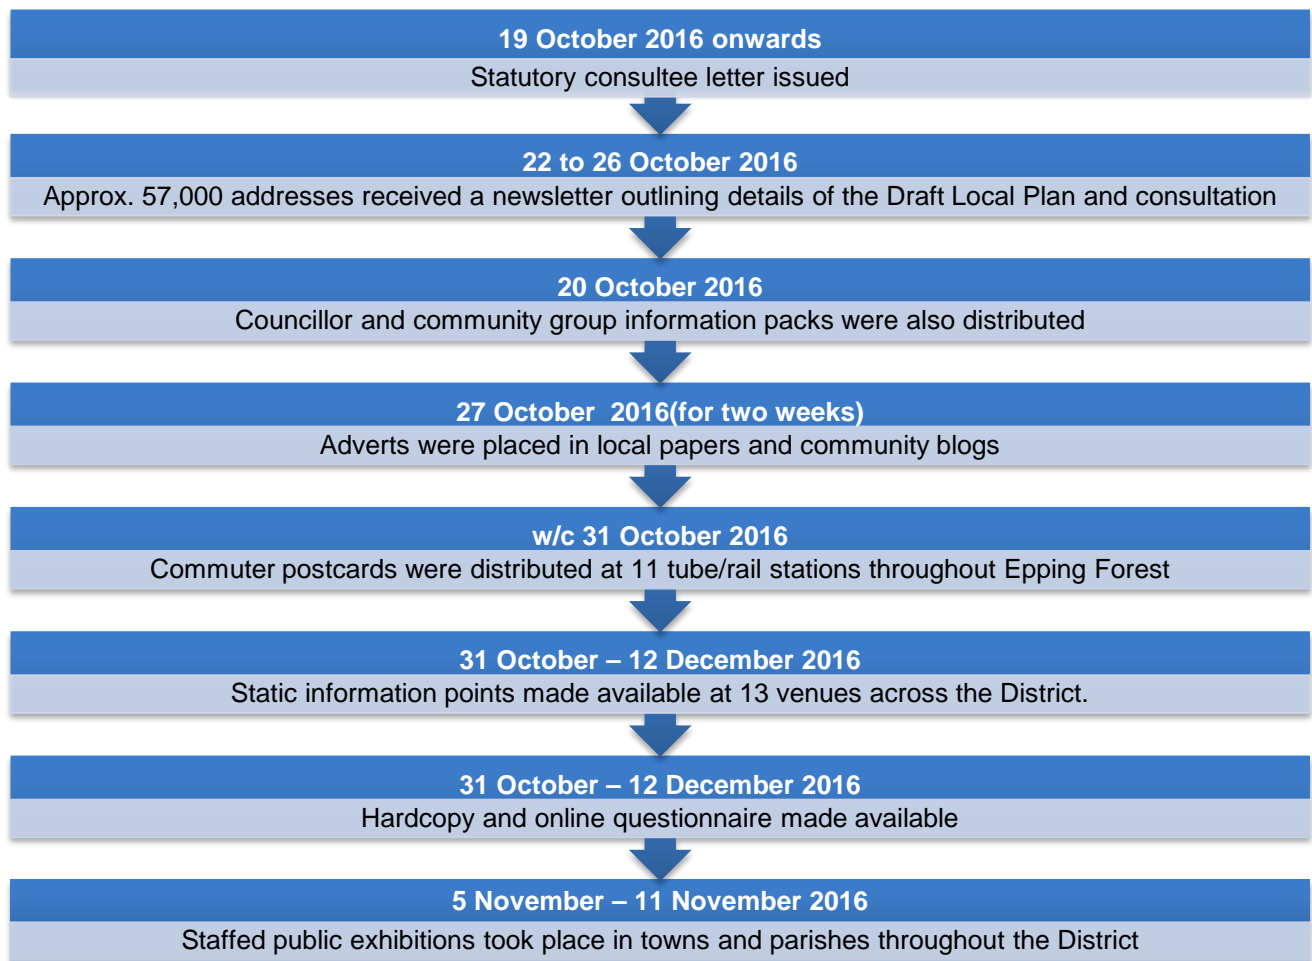 19 October 2016 onwards
Statutory consultee letter issued
22 to 26 October 2016
Approx. 57,000 addresses received a newsletter outlining details of the Draft Local Plan and consultation
20 October 2016
Councillor and community group information packs were also distributed
27 October  2016(for two weeks)
Adverts were placed in local papers and community blogs
w/c 31 October 2016
Commuter postcards were distributed at 11 tube/rail stations throughout Epping Forest
31 October – 12 December 2016
Static information points made available at 13 venues across the District.
31 October – 12 December 2016
Hardcopy and online questionnaire made available
5 November – 11 November 2016
Staffed public exhibitions took place in towns and parishes throughout the District